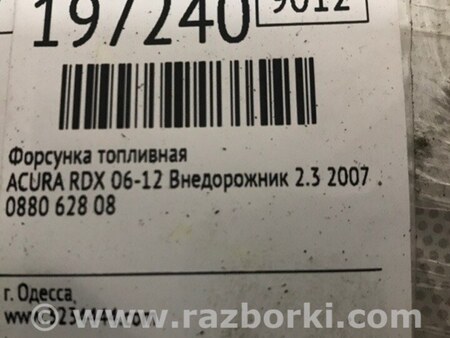 197240
9012
Форсунка топливная
ACURA RDX 06-12 Внедорожник 2.3 2007
0880 628 08
г. Одесса,
www.razborki.com